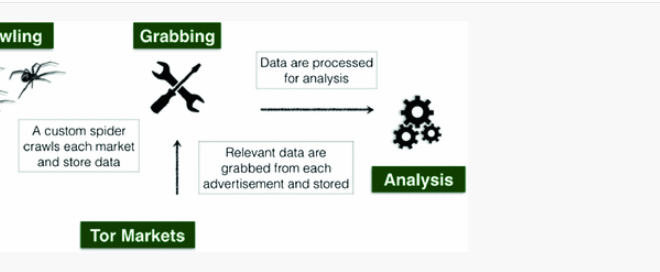 wling
Grabbing
Data are processed
for analysis
A custom spider
crawls each market
and store data
Relevant data are
grabbed from each
advertisement and stored
Analysis
Tor Markets